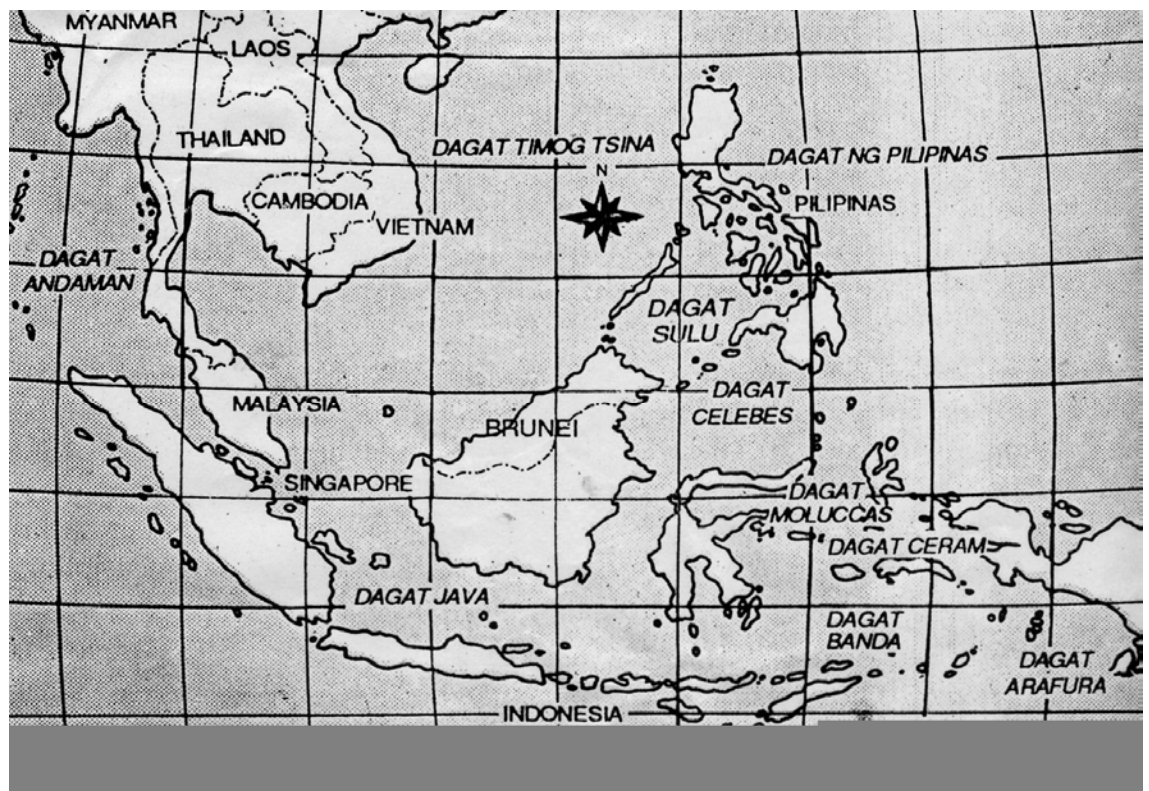 MYANMAR
LAOS
THAILAND
DAGAT TIMOG TSINA
DAGAT NG PILIPINAS
N
CAMBODIA
PILIPINAS
VIETNAM
DAGAT
ANDAMAN
DAGAT
SULU
DAGAT
CELEBES
MALAYSIA
BRUNEI
SINGAPORE
DAGAT
MOLUCCAS
DAGAT CERAM
DAGAT JAVA
DAGAT
BANDA
DAGAT
ARAFURA
INDONESIA